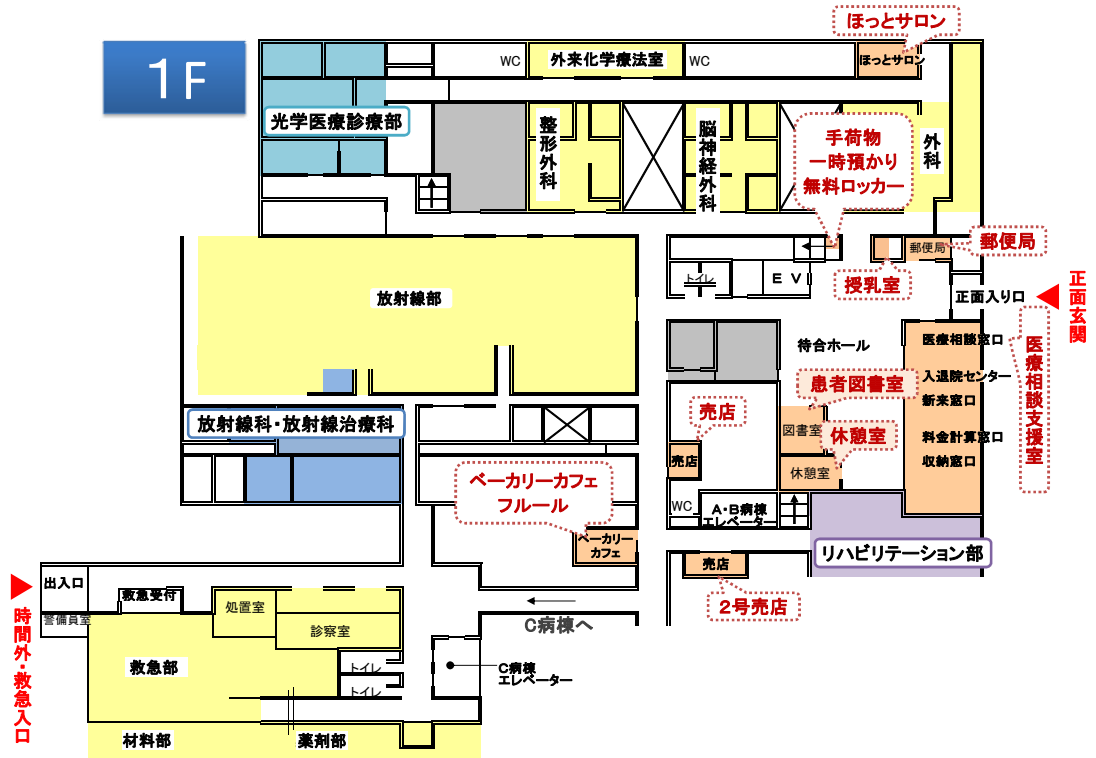 1F
ほっとサロン
WC
外来化学療法室
WC
ほっとサロン
光学医療診療部
整形外科
脳神経外科
手荷物
一時預かり
無料ロッカー
外科
郵便局
郵便局
授乳室
トイレ
ＥＶ
正面入り口
正面玄関
放射線部
待合ホール
医療相談窓口
入退院センター
新来窓口
料金計算窓口
収納窓口
医療相談支援室
患者図書室
図書室
休憩室
休憩室
売店
売店
放射線科・放射線治療科
ベーカリーカフェ
フルール
ベーカリー
カフェ
WC
Ａ・Ｂ病棟
エレベーター
リハビリテーション部
売店
２号売店
出入口
救急受付
警備員室
処置室
診察室
C病棟へ
時間外・救急入口
救急部
トイレ
トイレ
C病棟
エレベーター
材料部
薬剤部